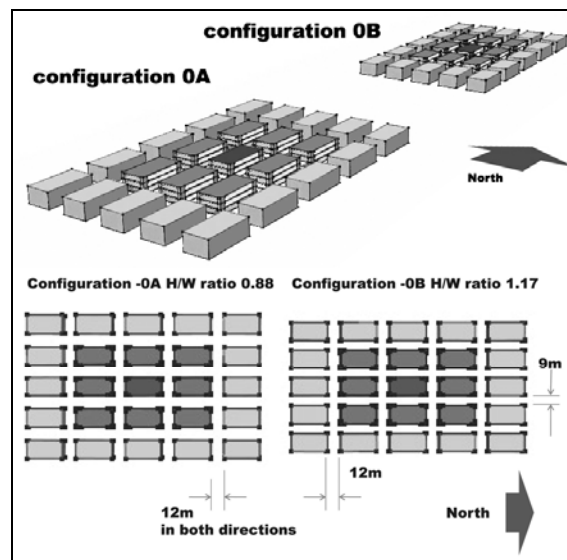 configuration 0B
configuration 0A
North
Configuration -0A H/W ratio 0.88
Configuration -0B H/W ratio 1.17
9m
12m
12m
in both directions
North